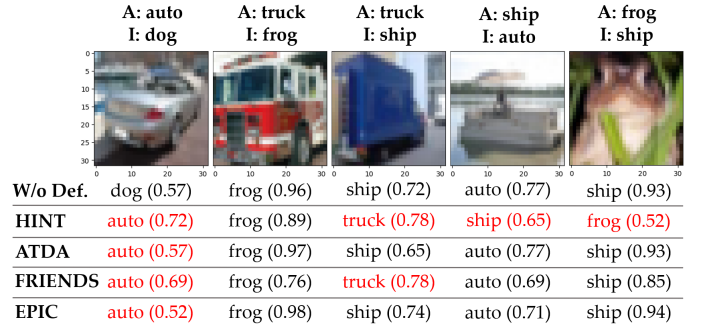 A: auto A: truck A: truck A: ship A: frog
I: dog I: frog I: ship I: auto I: ship
0
5
10
15
20
25
30
0 10 20 30 0 10 20 30 0 10 20 30 0 10 20 30 0 10 20 30
W/o Def. dog (0.57) frog (0.96) ship (0.72) auto (0.77) ship (0.93)
HINT auto (0.72) frog (0.89) truck (0.78) ship (0.65) frog (0.52)
ATDA auto (0.57) frog (0.97) ship (0.65) auto (0.77) ship (0.93)
FRIENDS auto (0.69) frog (0.76) truck (0.78) auto (0.69) ship (0.85)
EPIC auto (0.52) frog (0.98) ship (0.74) auto (0.71) ship (0.94)